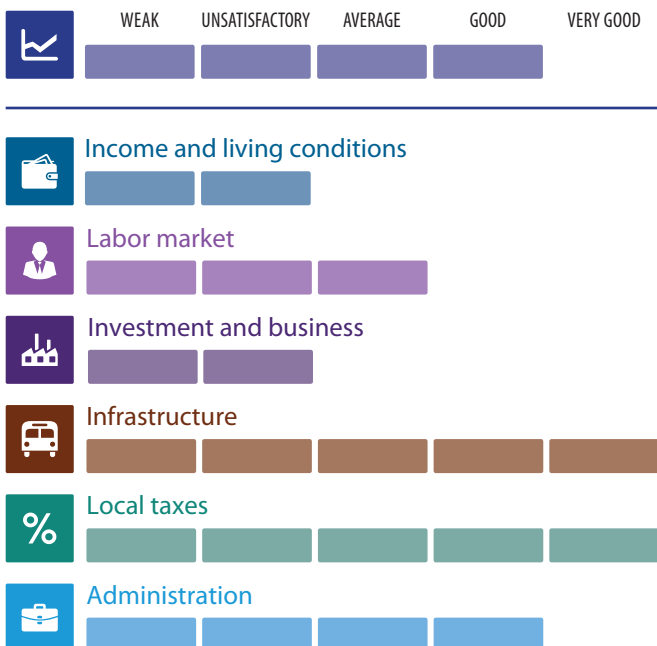 WEAK UNSATISFACTORY AVERAGE GOOD VERY GOOD
Income and living conditions
Labor market
Investment and business
Infrastructure
Local taxes
%
Administration